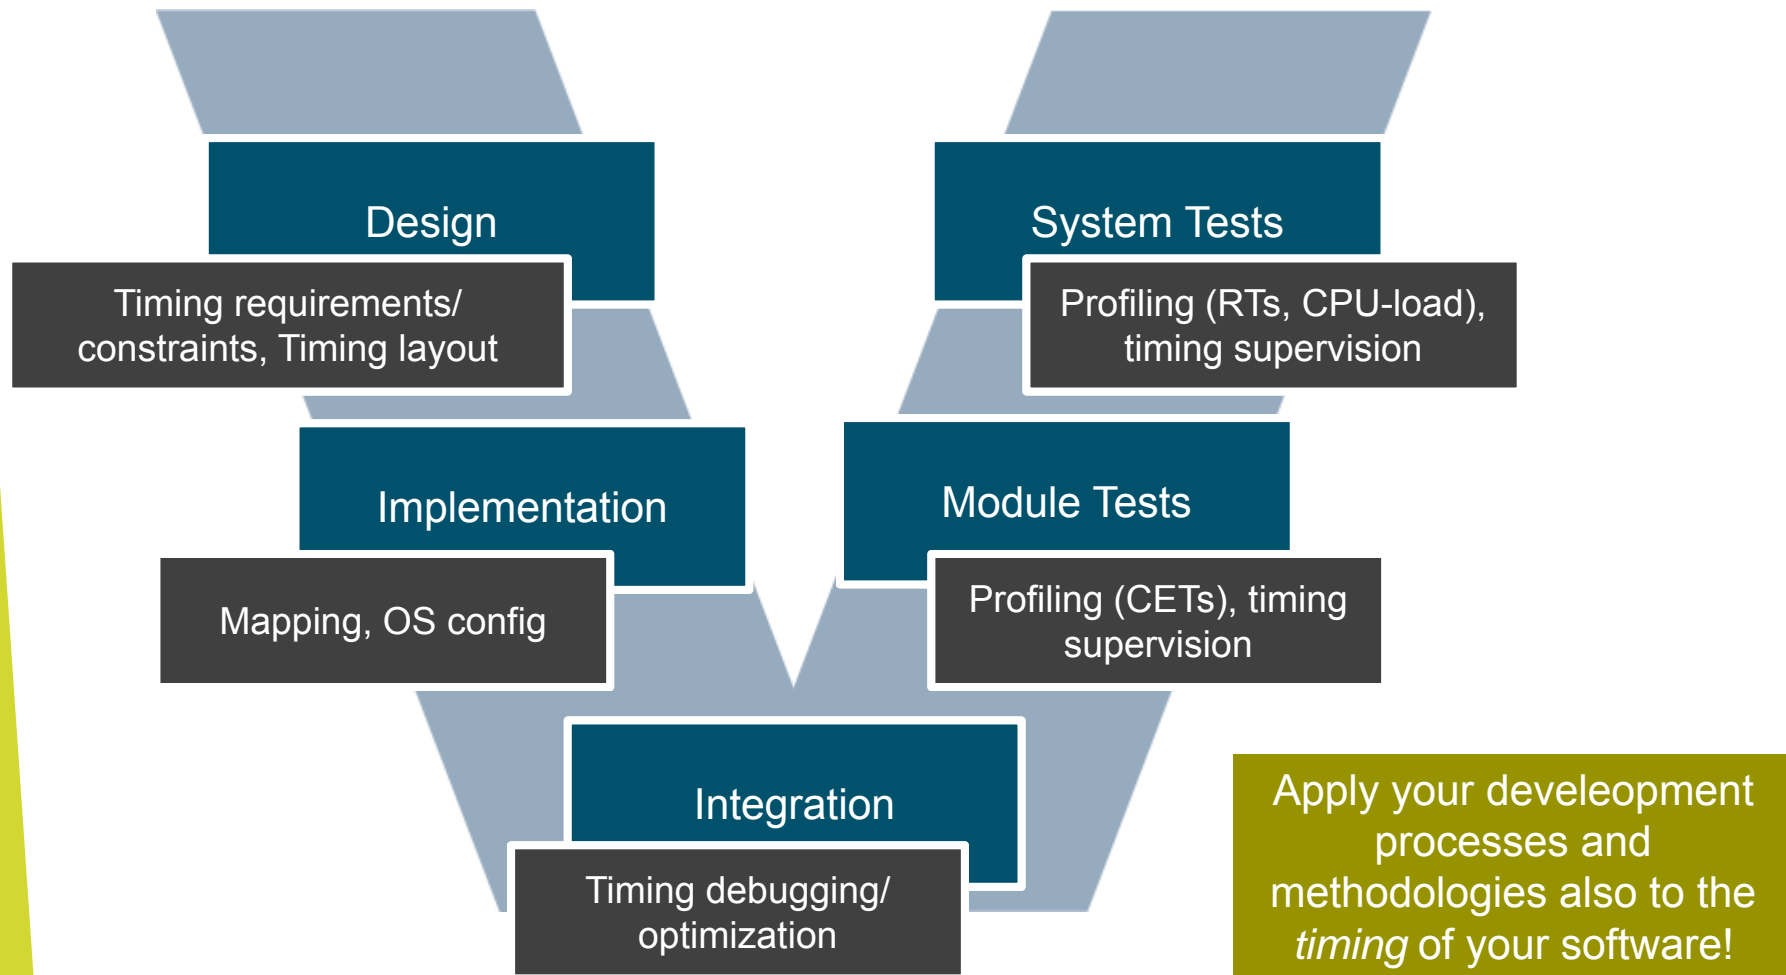 Design
Timing requirements/
constraints, Timing layout
System Tests
Profiling (RTs, CPU-load),
timing supervision
Implementation
Mapping, OS config
Module Tests
Profiling (CETs), timing
supervision
Integration
Timing debugging/
optimization
Apply your develeopment
processes and
methodologies also to the
timing of your software!